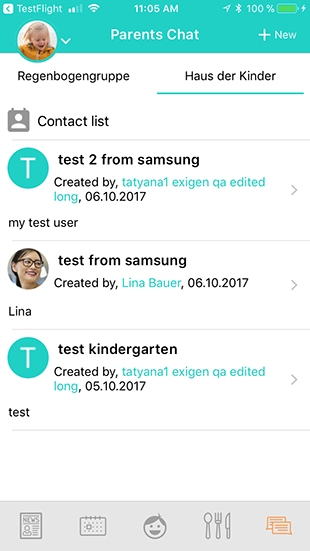 TestFlight 11:05 AM 100 %
Parents Chat
+ New
Regenbogengruppe Haus der Kinder
Contact list
T
test 2 from samsung
Created by, tatyana1 exigen qa edited
long, 06.10.2017
my test user
test from samsung
Created by, Lina Bauer, 06.10.2017
Lina
T
test kindergarten
Created by, tatyana1 exigen qa edited
long, 05.10.2017
test
NEWS